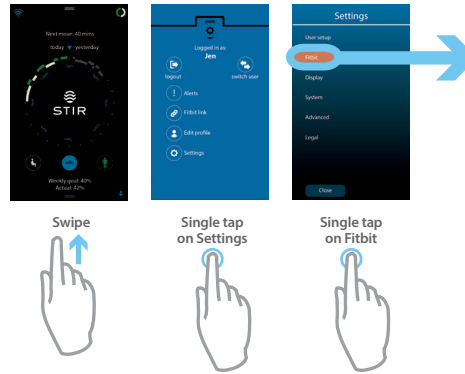 Next move: 40 mins
today yesterday
STIR
Weekly goal: 40%
Actual: 42%
Logged in as:
Jen
logout
switch user
Alerts
Fitbit link
Edit profile
Settings
Settings
User setup
Fitbit
Display
System
Advanced
Legal
Close
Swipe
Single tap
on Settings
Single tap
on Fitbit